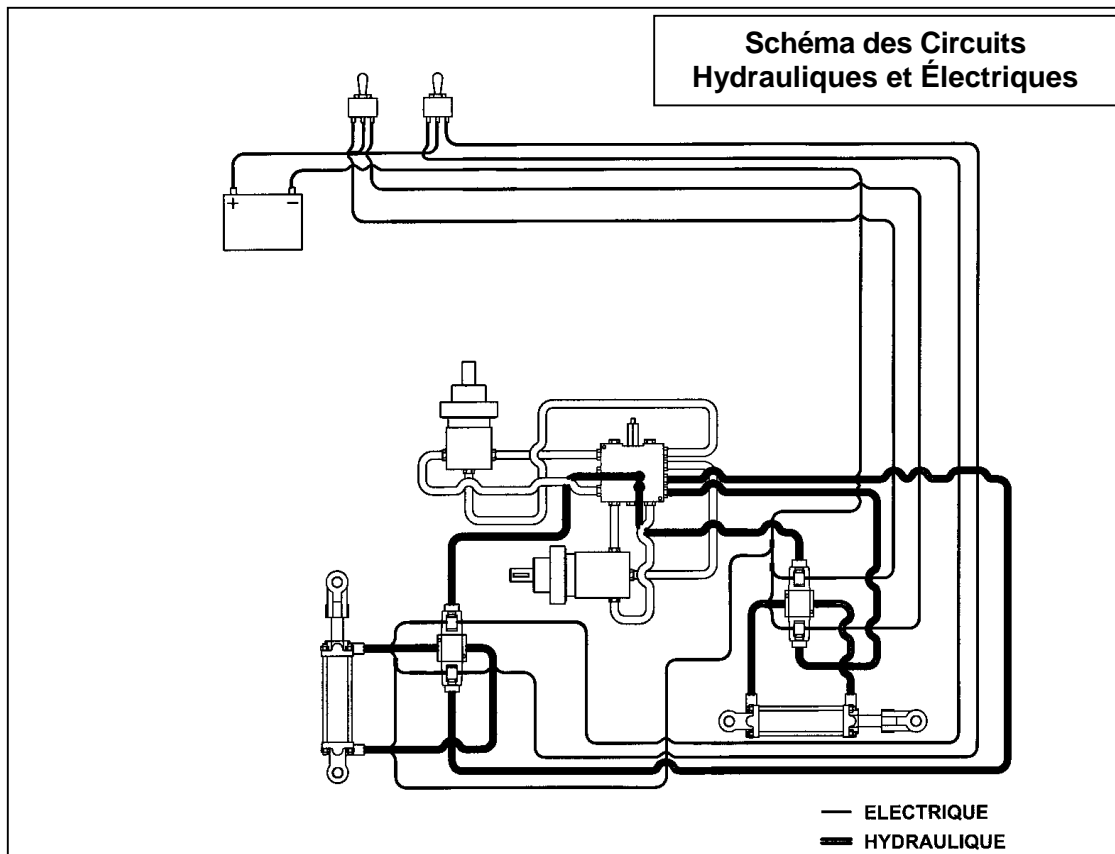 Schéma des Circuits
Hydrauliques et Électriques
+
−
ELECTRIQUE
HYDRAULIQUE